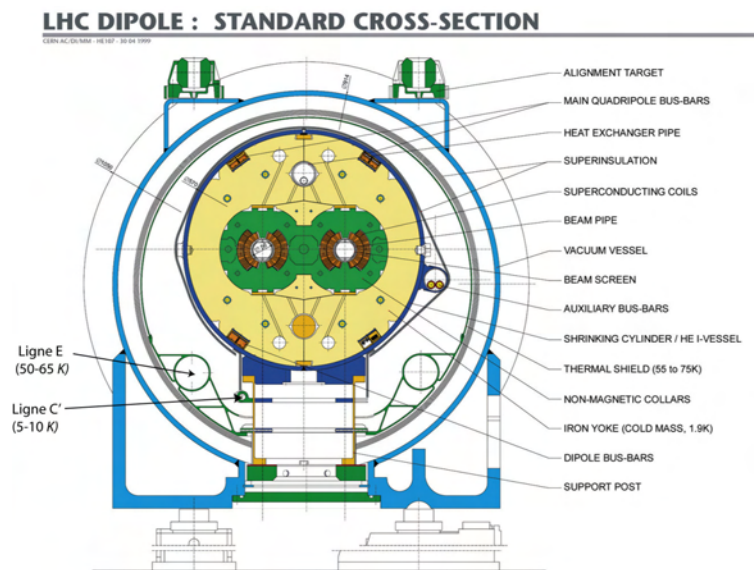 LHC DIPOLE : STANDARD CROSS-SECTION
CERN AC/DI/MM - HE107 - 30 04 1999
ALIGNMENT TARGET
MAIN QUADRIPOLE BUS-BARS
HEAT EXCHANGER PIPE
SUPERINSULATION
SUPERCONDUCTING COILS
BEAM PIPE
VACUUM VESSEL
BEAM SCREEN
AUXILIARY BUS-BARS
SHRINKING CYLINDER / HE I-VESSEL
THERMAL SHIELD (55 to 75K)
NON-MAGNETIC COLLARS
IRON YOKE (COLD MASS, 1.9K)
DIPOLE BUS-BARS
SUPPORT POST
Ligne E
(50-65 K)
Ligne C'
(5-10 K)